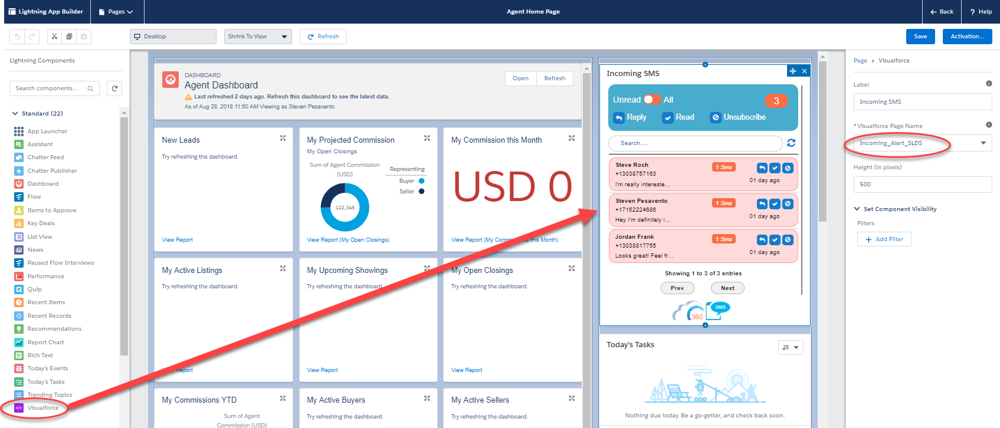 Lightning App Builder
Pages
Agent Home Page
Back
? Help
Desktop
Shrink To View
Refresh
Save
Activation...
Lightning Components
Search components...
Standard (22)
App Launcher
Assistant
Chatter Feed
Chatter Publisher
Dashboard
Flow
Items to Approve
Key Deals
List View
News
Paused Flow Interviews
Performance
Quip
Recent Items
Recent Records
Recommendations
Report Chart
Rich Text
Today's Events
Today's Tasks
Trending Topics
Visualforce
DASHBOARD
Agent Dashboard
Last refreshed 2 days ago. Refresh this dashboard to see the latest data.
As of Aug 28, 2018 11:50 AM·Viewing as Steven Pesavento
Open
Refresh
New Leads
Try refreshing the dashboard.
View Report
My Projected Commission
My Open Closings
Sum of Agent Commission
(USD)
Representing
Buyer
Seller
122,346
View Report (My Open Closings)
My Commission this Month
USD 0
View Report (My Commissions this Month)
My Active Listings
Try refreshing the dashboard.
View Report
My Upcoming Showings
Try refreshing the dashboard.
View Report
My Open Closings
Try refreshing the dashboard.
View Report
My Commissions YTD
Sum of Agent
Commission (USD)
My Active Buyers
Try refreshing the dashboard.
My Active Sellers
Try refreshing the dashboard.
Incoming SMS
Unread
All
3
Reply
Read
Unsubscribe
Search.....
Steve Roch
1 Sms
+13038757163
01 day ago
I'm really intereste...
Steven Pesavento
1 Sms
+17152224686
01 day ago
Hey I'm definitely i...
Jordan Frank
1 Sms
+13038817755
01 day ago
Looks great! Feel fr...
Showing 1 to 3 of 3 entries
Prev
Next
360
SMS
Today's Tasks
Nothing due today. Be a go-getter, and check back soon.
Page > Visualforce
Label
Incoming SMS
* Visualforce Page Name
Incoming_Alert_SLDS
Height (in pixels)
500
Set Component Visibility
Filters
+ Add Filter